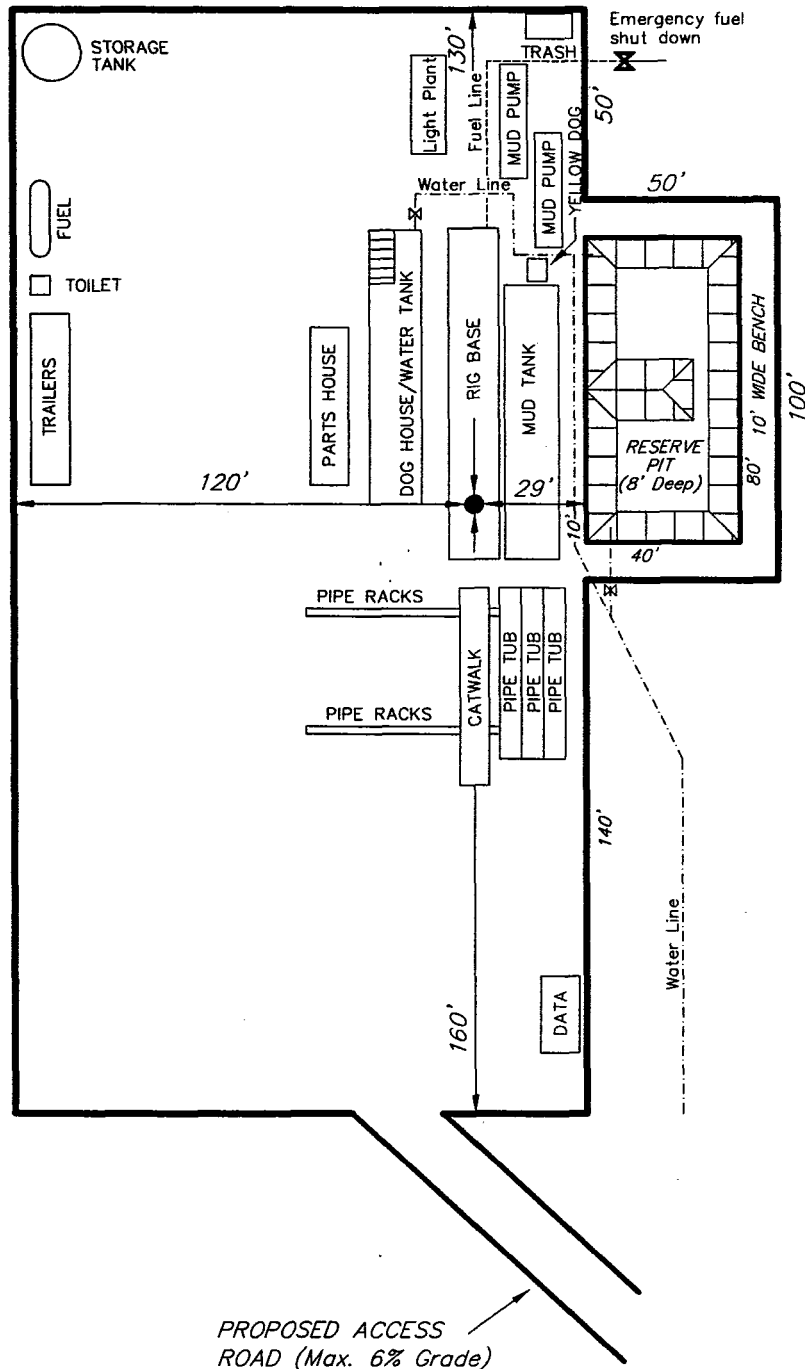 Emergency fuel
shut down
TRASH
STORAGE
TANK
130'
Light Plant
Fuel Line
MUD PUMP
50'
MUD PUMP
YELLOW DOG
Water Line
50'
FUEL
TOILET
TRAILERS
PARTS HOUSE
DOG HOUSE/WATER TANK
RIG BASE
MUD TANK
RESERVE
PIT
(8' Deep)
80'
10' WIDE BENCH
100'
120'
29'
10'
40'
PIPE RACKS
CATWALK
PIPE TUB
PIPE TUB
PIPE TUB
PIPE RACKS
140'
Water Line
160'
DATA
PROPOSED ACCESS
ROAD (Max. 6% Grade)